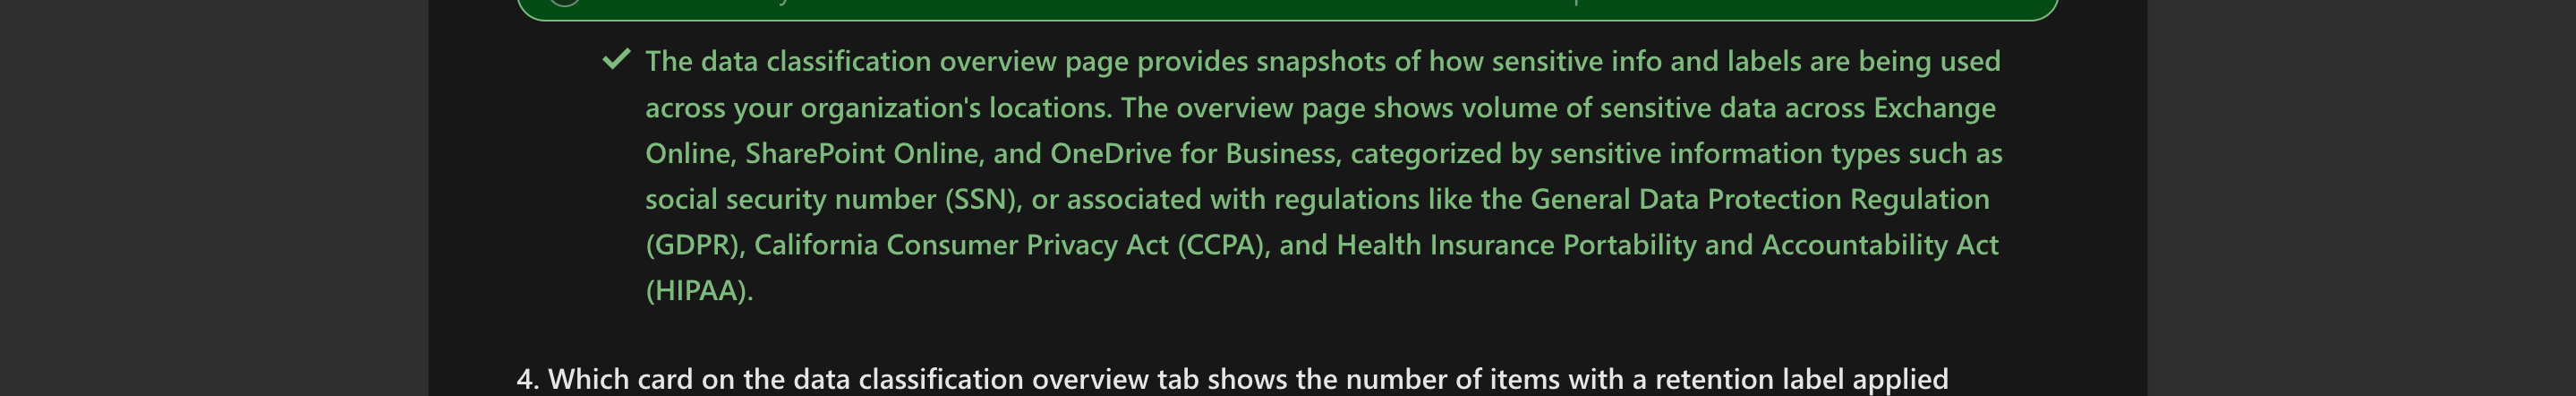 The data classification overview page provides snapshots of how sensitive info and labels are being used
across your organization's locations. The overview page shows volume of sensitive data across Exchange
Online, SharePoint Online, and OneDrive for Business, categorized by sensitive information types such as
social security number (SSN), or associated with regulations like the General Data Protection Regulation
(GDPR), California Consumer Privacy Act (CCPA), and Health Insurance Portability and Accountability Act
(HIPAA).
4. Which card on the data classification overview tab shows the number of items with a retention label applied